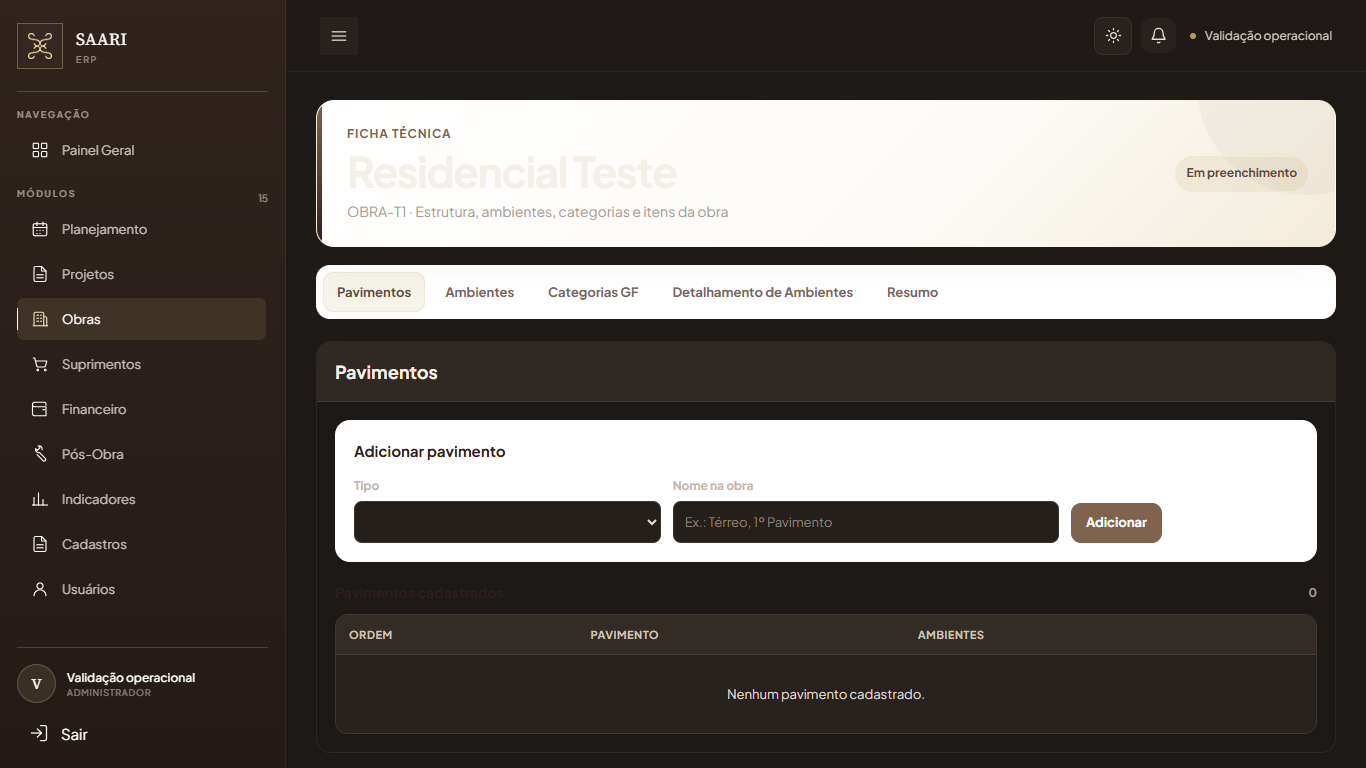 SAARI
ERP
NAVEGAÇÃO
Painel Geral
MÓDULOS
15
Planejamento
Projetos
Obras
Suprimentos
Financeiro
Pós-Obra
Indicadores
Cadastros
Usuários
V
Validação operacional
ADMINISTRADOR
Sair
Validação operacional
FICHA TÉCNICA
Residencial Teste
OBRA-T1 · Estrutura, ambientes, categorias e itens da obra
Em preenchimento
Pavimentos
Ambientes
Categorias GF
Detalhamento de Ambientes
Resumo
Pavimentos
Adicionar pavimento
Tipo
Nome na obra
Ex.: Térreo, 1º Pavimento
Adicionar
Pavimentos cadastrados
0
ORDEM
PAVIMENTO
AMBIENTES
Nenhum pavimento cadastrado.